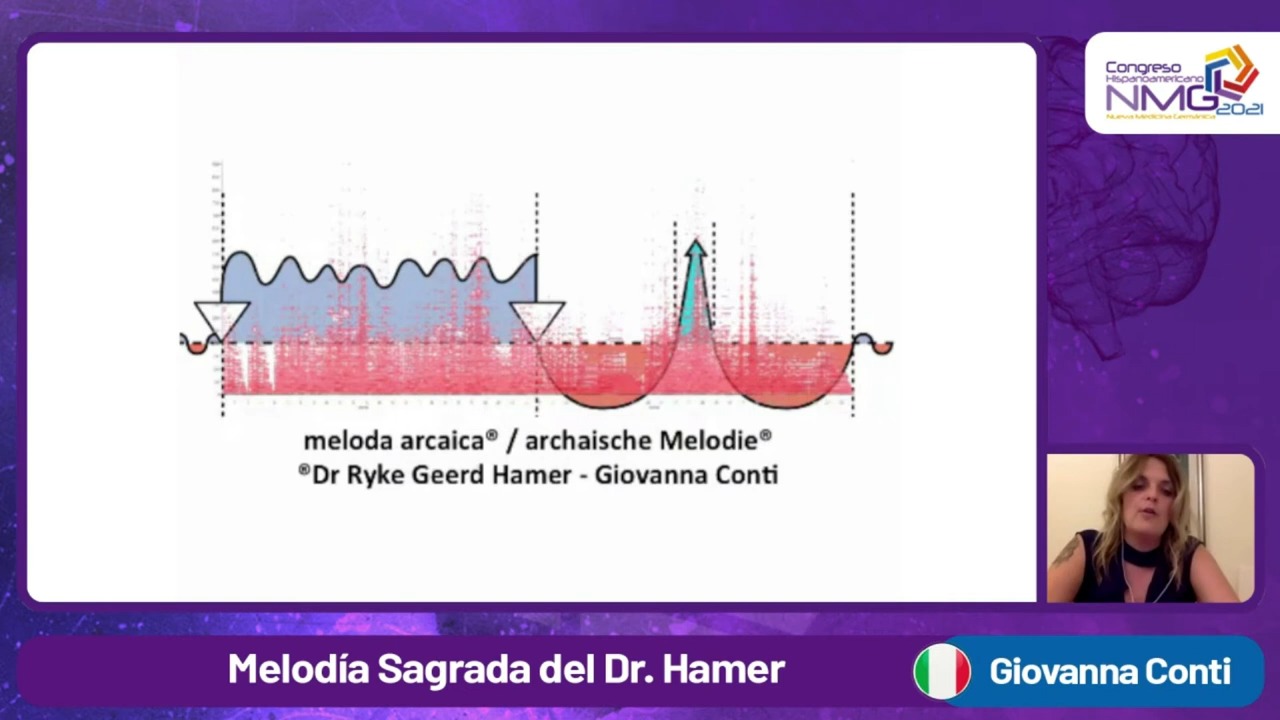 Congreso
Hispanoamericano
NMG
2021
Nueva Medicina Germánica
meloda arcaica® / archaische Melodie®
®Dr Ryke Geerd Hamer - Giovanna Conti
Melodía Sagrada del Dr. Hamer
Giovanna Conti